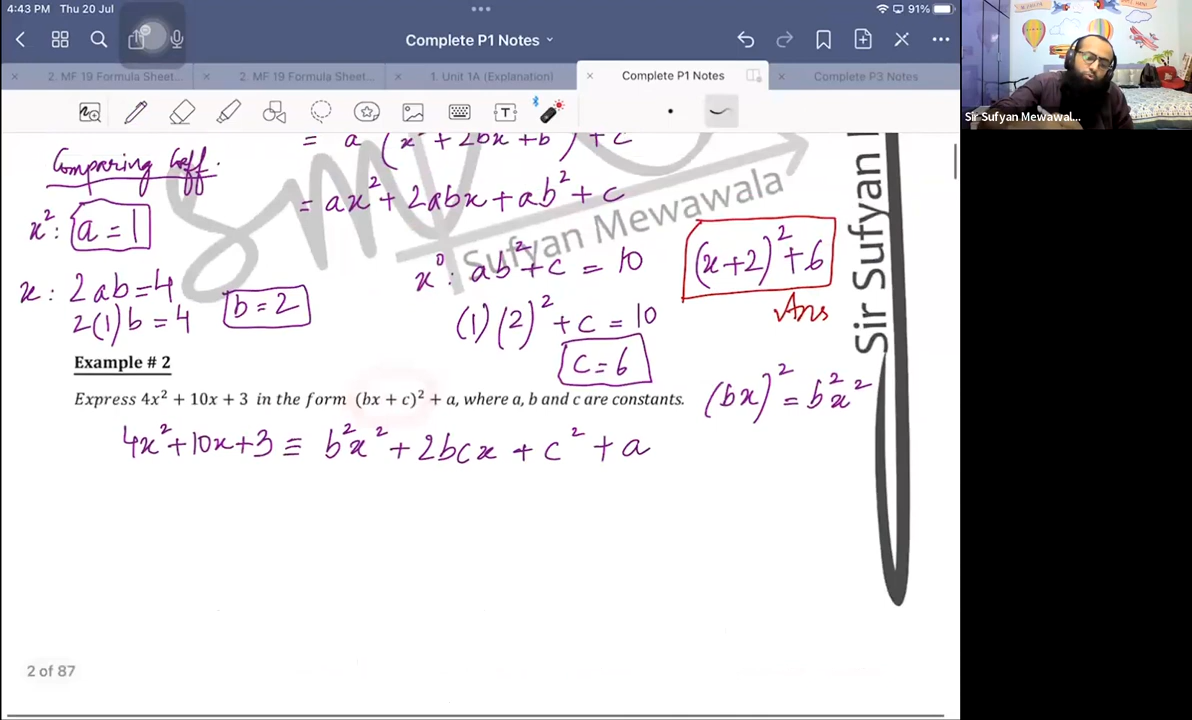 4:43 PM Thu 20 Jul
91%
Complete P1 Notes
2. MF 19 Formula Sheet...
2. MF 19 Formula Sheet...
1. Unit 1A (Explanation)
Complete P1 Notes
Complete P3 Notes
Sir Sufyan Mewawal...
= a (x² + 2bx + b²) + c
Comparing Coeff.
= ax² + 2abx + ab² + c
x²: a = 1
Sufyan Mewawala
Sir Sufyan
x⁰: ab² + c = 10
(x+2)² + 6
x: 2ab = 4
b = 2
2(1)b = 4
(1)(2)² + c = 10
Ans
c = 6
Example # 2
Express 4x² + 10x + 3 in the form (bx + c)² + a, where a, b and c are constants.
(bx)² = b²x²
4x² + 10x + 3 ≡ b²x² + 2bcx + c² + a
2 of 87